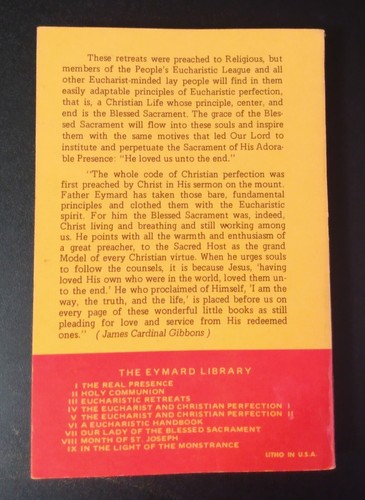 These retreats were preached to Religious, but
members of the People's Eucharistic League and all
other Eucharist-minded lay people will find in them
easily adaptable principles of Eucharistic perfection,
that is, a Christian Life whose principle, center, and
end is the Blessed Sacrament. The grace of the Bles-
sed Sacrament will flow into these souls and inspire
them with the same motives that led Our Lord to
institute and perpetuate the Sacrament of His Adora-
ble Presence: "He loved us unto the end."
"The whole code of Christian perfection was
first preached by Christ in His sermon on the mount.
Father Eymard has taken those bare, fundamental
principles and clothed them with the Eucharistic
spirit. For him the Blessed Sacrament was, indeed,
Christ living and breathing and still working among
us. He points with all the warmth and enthusiasm of
a great preacher, to the Sacred Host as the grand
Model of every Christian virtue. When he urges souls
to follow the counsels, it is because Jesus, 'having
loved His own who were in the world, loved them un-
to the end.' He who proclaimed of Himself, 'I am the
way, the truth, and the life,' is placed before us on
every page of these wonderful little books as still
pleading for love and service from His redeemed
ones." ( James Cardinal Gibbons )
THE EYMARD LIBRARY
I THE REAL PRESENCE
II HOLY COMMUNION
III EUCHARISTIC RETREATS
IV THE EUCHARIST AND CHRISTIAN PERFECTION I
V THE EUCHARIST AND CHRISTIAN PERFECTION II
VI A EUCHARISTIC HANDBOOK
VII OUR LADY OF THE BLESSED SACRAMENT
VIII MONTH OF ST. JOSEPH
IX IN THE LIGHT OF THE MONSTRANCE
LITHO IN U.S.A.